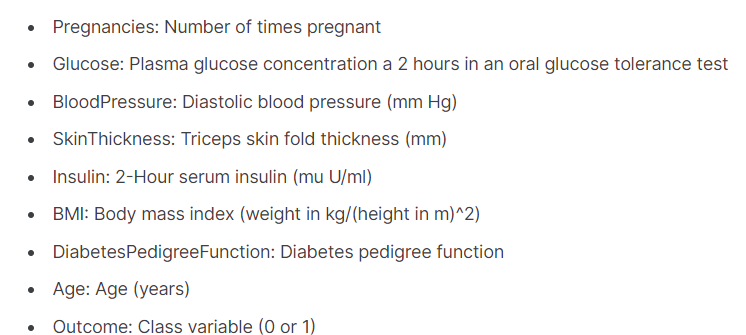 • Pregnancies: Number of times pregnant
• Glucose: Plasma glucose concentration a 2 hours in an oral glucose tolerance test
• BloodPressure: Diastolic blood pressure (mm Hg)
• SkinThickness: Triceps skin fold thickness (mm)
• Insulin: 2-Hour serum insulin (mu U/ml)
• BMI: Body mass index (weight in kg/(height in m)^2)
• DiabetesPedigreeFunction: Diabetes pedigree function
• Age: Age (years)
• Outcome: Class variable (0 or 1)